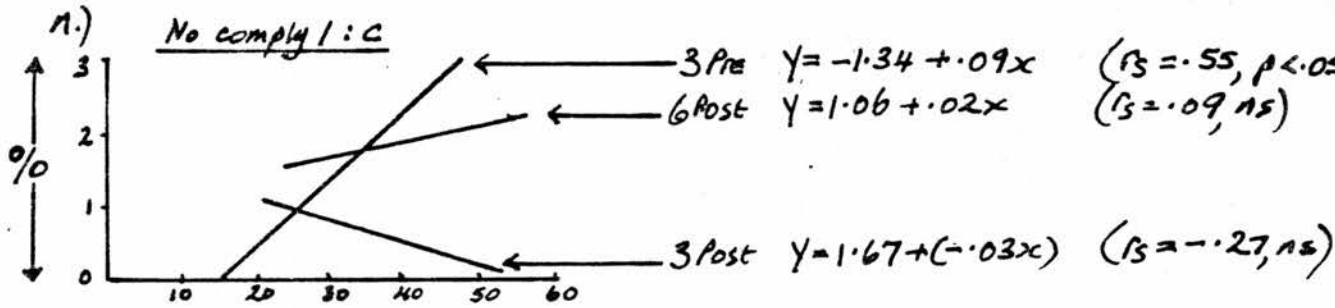 n.)
No comply 1 : C
3
2
1
0
%
3 Pre Y = -1.34 + .09x (rs = .55, p < .05
6 Post Y = 1.06 + .02x (rs = .09, ns)
3 Post Y = 1.67 + (-.03x) (rs = -.27, ns)
10 20 30 40 50 60